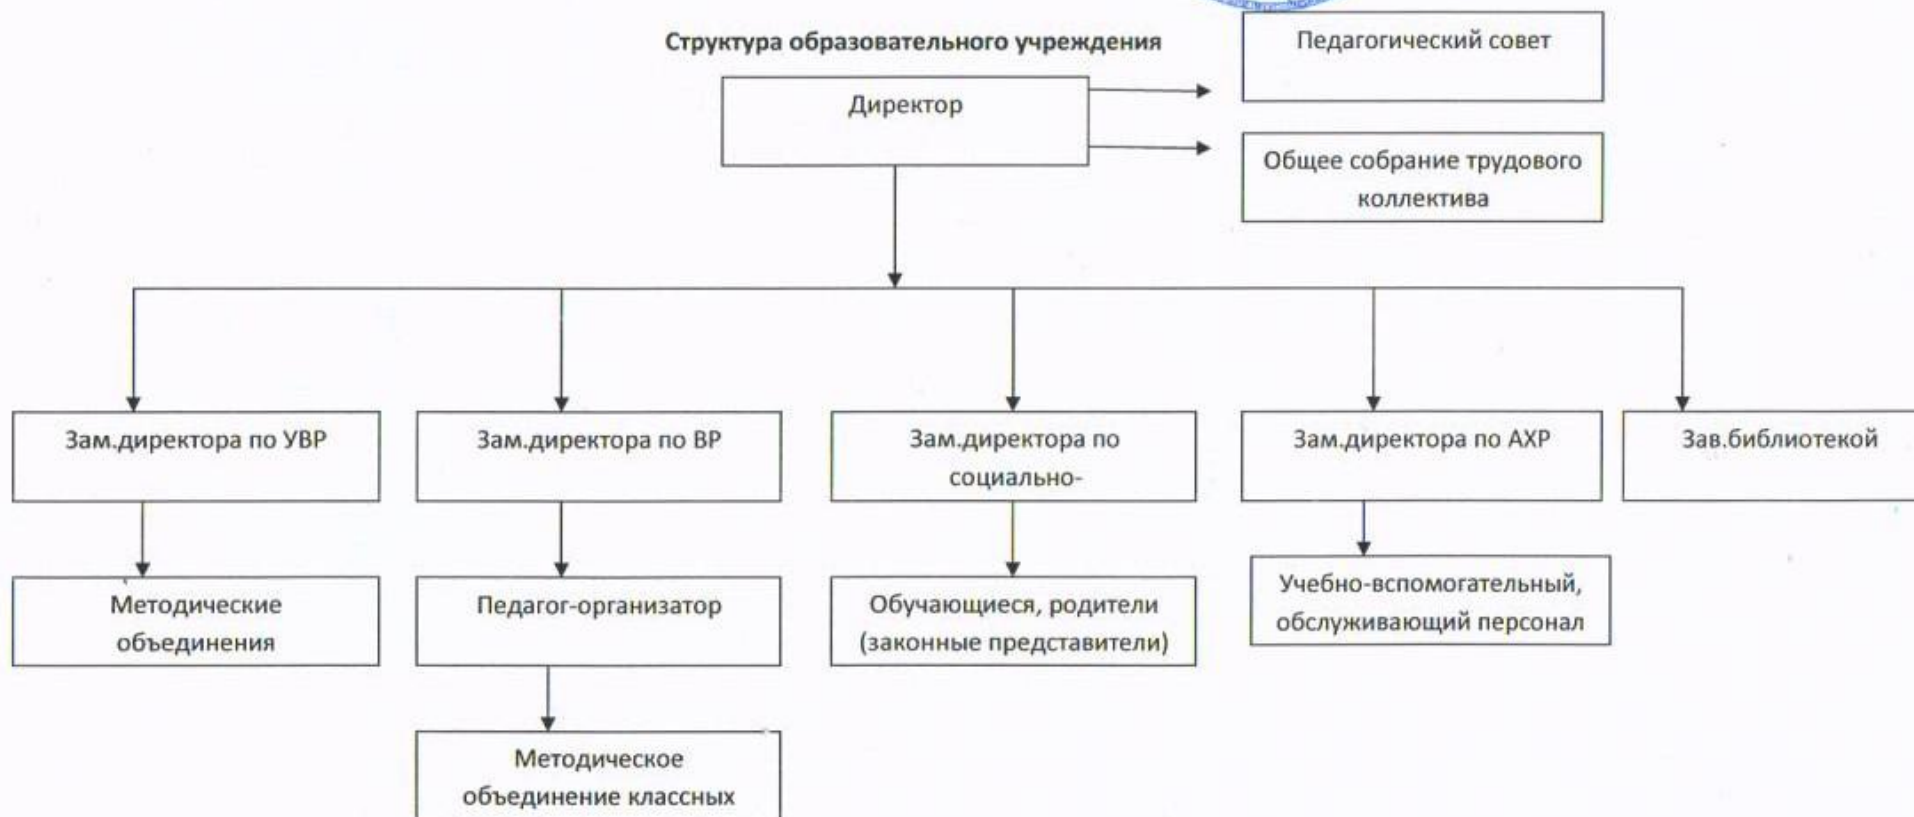 Структура образовательного учреждения
Педагогический совет
Директор
Общее собрание трудового
коллектива
Зам.директора по УВР
Зам.директора по ВР
Зам.директора по
социально-
Зам.директора по АХР
Зав.библиотекой
Методические
объединения
Педагог-организатор
Обучающиеся, родители
(законные представители)
Учебно-вспомогательный,
обслуживающий персонал
Методическое
объединение классных